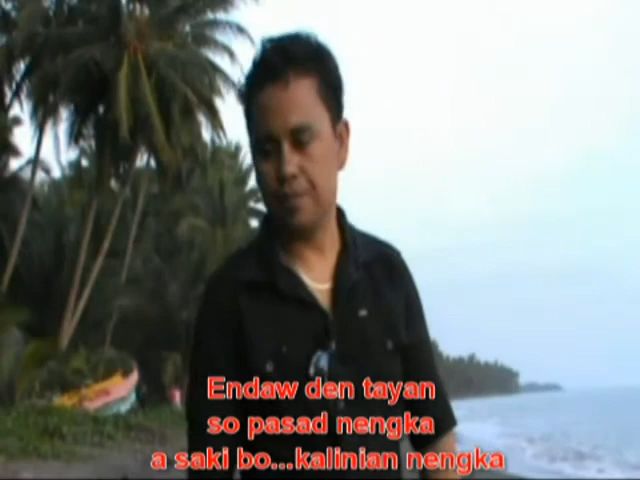 Endaw den tayan
so pasad nengka
a saki bo...kalinian nengka